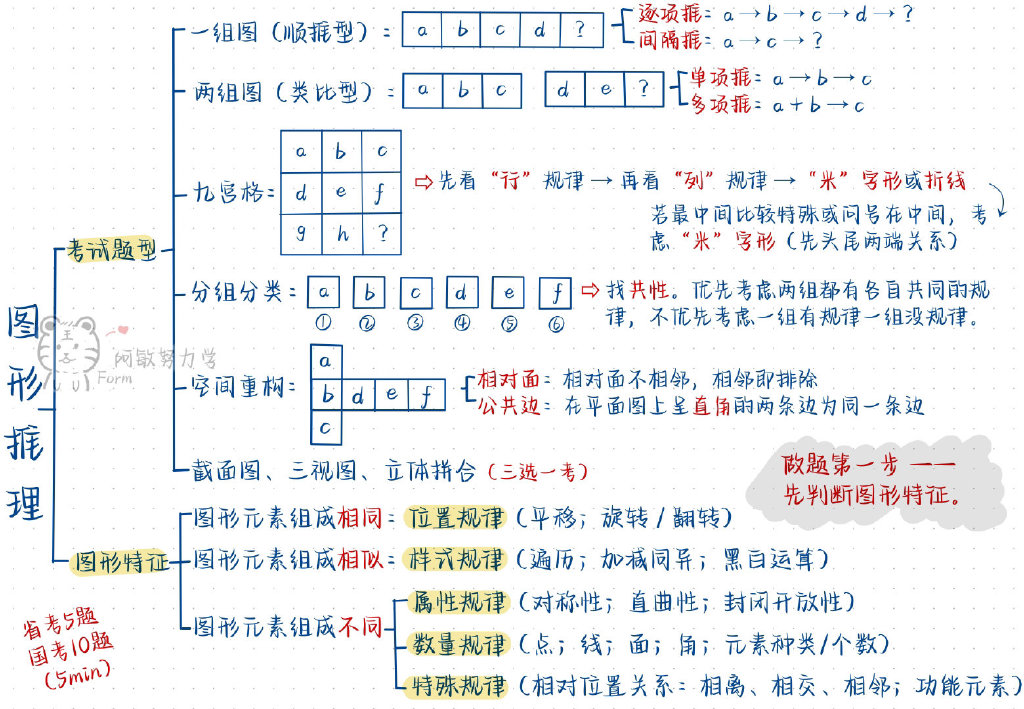 图形推理
考试题型
一组图（顺推型）：a b c d ?
逐项推：a→b→c→d→?
间隔推：a→c→?
两组图（类比型）：a b c d e ?
单项推：a→b→c
多项推：a+b→c
九宫格：
a b c
d e f
g h ?
⇨先看“行”规律→再看“列”规律→“米”字形或折线
若最中间比较特殊或问号在中间，考
虑“米”字形（先头尾两端关系）
分组分类：a b c d e f
① ② ③ ④ ⑤ ⑥
⇨找共性。优先考虑两组都有各自共同的规
律，不优先考虑一组有规律一组没规律。
阿敏努力学
Form
空间重构：
a
b d e f
c
相对面：相对面不相邻，相邻即排除
公共边：在平面图上呈直角的两条边为同一条边
截面图、三视图、立体拼合（三选一考）
做题第一步——
先判断图形特征。
图形特征
图形元素组成相同：位置规律（平移；旋转/翻转）
图形元素组成相似：样式规律（遍历；加减同异；黑白运算）
图形元素组成不同
属性规律（对称性；直曲性；封闭开放性）
数量规律（点；线；面；角；元素种类/个数）
特殊规律（相对位置关系：相离、相交、相邻；功能元素）
省考5题
国考10题
(5min)